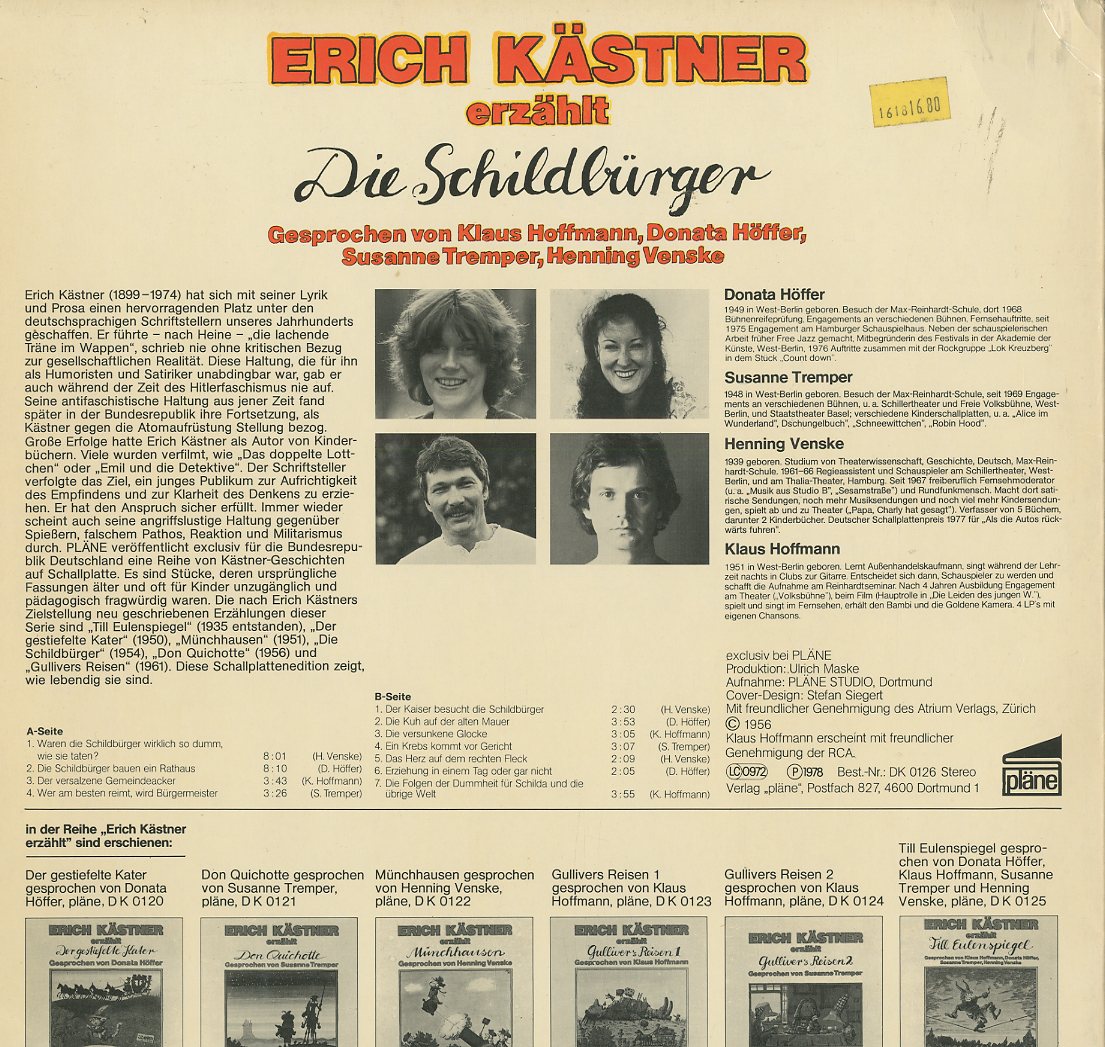 ERICH KÄSTNER
erzählt
161816.80
Die Schildbürger
Gesprochen von Klaus Hoffmann, Donata Höffer,
Susanne Tremper, Henning Venske
Erich Kästner (1899–1974) hat sich mit seiner Lyrik
und Prosa einen hervorragenden Platz unter den
deutschsprachigen Schriftstellern unseres Jahrhunderts
geschaffen. Er führte – nach Heine – „die lachende
Träne im Wappen“, schrieb nie ohne kritischen Bezug
zur gesellschaftlichen Realität. Diese Haltung, die für ihn
als Humoristen und Satiriker unabdingbar war, gab er
auch während der Zeit des Hitlerfaschismus nie auf.
Seine antifaschistische Haltung aus jener Zeit fand
später in der Bundesrepublik ihre Fortsetzung, als
Kästner gegen die Atomaufrüstung Stellung bezog.
Große Erfolge hatte Erich Kästner als Autor von Kinder-
büchern. Viele wurden verfilmt, wie „Das doppelte Lott-
chen“ oder „Emil und die Detektive“. Der Schriftsteller
verfolgte das Ziel, ein junges Publikum zur Aufrichtigkeit
des Empfindens und zur Klarheit des Denkens zu erzie-
hen. Er hat den Anspruch sicher erfüllt. Immer wieder
scheint auch seine angriffslustige Haltung gegenüber
Spießern, falschem Pathos, Reaktion und Militarismus
durch. PLÄNE veröffentlicht exclusiv für die Bundesrepu-
blik Deutschland eine Reihe von Kästner-Geschichten
auf Schallplatte. Es sind Stücke, deren ursprüngliche
Fassungen älter und oft für Kinder unzugänglich und
pädagogisch fragwürdig waren. Die nach Erich Kästners
Zielstellung neu geschriebenen Erzählungen dieser
Serie sind „Till Eulenspiegel“ (1935 entstanden), „Der
gestiefelte Kater“ (1950), „Münchhausen“ (1951), „Die
Schildbürger“ (1954), „Don Quichotte“ (1956) und
„Gullivers Reisen“ (1961). Diese Schallplattenedition zeigt,
wie lebendig sie sind.
A-Seite
1. Waren die Schildbürger wirklich so dumm,
wie sie taten? 8:01 (H. Venske)
2. Die Schildbürger bauen ein Rathaus 8:10 (D. Höffer)
3. Der versalzene Gemeindeacker 3:43 (K. Hoffmann)
4. Wer am besten reimt, wird Bürgermeister 3:26 (S. Tremper)
B-Seite
1. Der Kaiser besucht die Schildbürger 2:30 (H. Venske)
2. Die Kuh auf der alten Mauer 3:53 (D. Höffer)
3. Die versunkene Glocke 3:05 (K. Hoffmann)
4. Ein Krebs kommt vor Gericht 3:07 (S. Tremper)
5. Das Herz auf dem rechten Fleck 2:09 (H. Venske)
6. Erziehung in einem Tag oder gar nicht 2:05 (D. Höffer)
7. Die Folgen der Dummheit für Schilda und die
übrige Welt 3:55 (K. Hoffmann)
Donata Höffer
1949 in West-Berlin geboren. Besuch der Max-Reinhardt-Schule, dort 1968
Bühnenreifeprüfung, Engagements an verschiedenen Bühnen, Fernsehauftritte, seit
1975 Engagement am Hamburger Schauspielhaus. Neben der schauspielerischen
Arbeit früher Free Jazz gemacht, Mitbegründerin des Festivals in der Akademie der
Künste, West-Berlin, 1976 Auftritte zusammen mit der Rockgruppe „Lok Kreuzberg“
in dem Stück „Count down“.
Susanne Tremper
1948 in West-Berlin geboren. Besuch der Max-Reinhardt-Schule, seit 1969 Engage-
ments an verschiedenen Bühnen, u. a. Schillertheater und Freie Volksbühne, West-
Berlin, und Staatstheater Basel; verschiedene Kinderschallplatten, u. a. „Alice im
Wunderland“, Dschungelbuch“, „Schneewittchen“, „Robin Hood“.
Henning Venske
1939 geboren. Studium von Theaterwissenschaft, Geschichte, Deutsch, Max-Rein-
hardt-Schule. 1961–66 Regieassistent und Schauspieler am Schillertheater, West-
Berlin, und am Thalia-Theater, Hamburg. Seit 1967 freiberuflich Fernsehmoderator
(u. a. „Musik aus Studio B“, „Sesamstraße“) und Rundfunkmensch. Macht dort sati-
rische Sendungen, noch mehr Musiksendungen und noch viel mehr Kindersendun-
gen, spielt ab und zu Theater („Papa, Charly hat gesagt“). Verfasser von 5 Büchern,
darunter 2 Kinderbücher. Deutscher Schallplattenpreis 1977 für „Als die Autos rück-
wärts fuhren“.
Klaus Hoffmann
1951 in West-Berlin geboren. Lernt Außenhandelskaufmann, singt während der Lehr-
zeit nachts in Clubs zur Gitarre. Entscheidet sich dann, Schauspieler zu werden und
schafft die Aufnahme am Reinhardtseminar. Nach 4 Jahren Ausbildung Engagement
am Theater („Volksbühne“), beim Film (Hauptrolle in „Die Leiden des jungen W.“),
spielt und singt im Fernsehen, erhält den Bambi und die Goldene Kamera. 4 LP's mit
eigenen Chansons.
exclusiv bei PLÄNE
Produktion: Ulrich Maske
Aufnahme: PLÄNE STUDIO, Dortmund
Cover-Design: Stefan Siegert
Mit freundlicher Genehmigung des Atrium Verlags, Zürich
© 1956
Klaus Hoffmann erscheint mit freundlicher
Genehmigung der RCA.
LC 0972 Ⓟ 1978 Best.-Nr.: DK 0126 Stereo
Verlag „pläne“, Postfach 827, 4600 Dortmund 1
pläne
in der Reihe „Erich Kästner
erzählt“ sind erschienen:
Der gestiefelte Kater
gesprochen von Donata
Höffer, pläne, D K 0120
Don Quichotte gesprochen
von Susanne Tremper,
pläne, D K 0121
Münchhausen gesprochen
von Henning Venske,
pläne, D K 0122
Gullivers Reisen 1
gesprochen von Klaus
Hoffmann, pläne, D K 0123
Gullivers Reisen 2
gesprochen von Klaus
Hoffmann, pläne, D K 0124
Till Eulenspiegel gespro-
chen von Donata Höffer,
Klaus Hoffmann, Susanne
Tremper und Henning
Venske, pläne, D K 0125
ERICH KÄSTNER
erzählt
Der gestiefelte Kater
Gesprochen von Donata Höffer
ERICH KÄSTNER
erzählt
Don Quichotte
Gesprochen von Susanne Tremper
ERICH KÄSTNER
erzählt
Münchhausen
Gesprochen von Henning Venske
ERICH KÄSTNER
erzählt
Gulliver's Reisen 1
Gesprochen von Klaus Hoffmann
ERICH KÄSTNER
erzählt
Gulliver's Reisen 2
Gesprochen von Susanne Tremper
ERICH KÄSTNER
erzählt
Till Eulenspiegel
Gesprochen von Klaus Hoffmann, Donata Höffer,
Susanne Tremper, Henning Venske